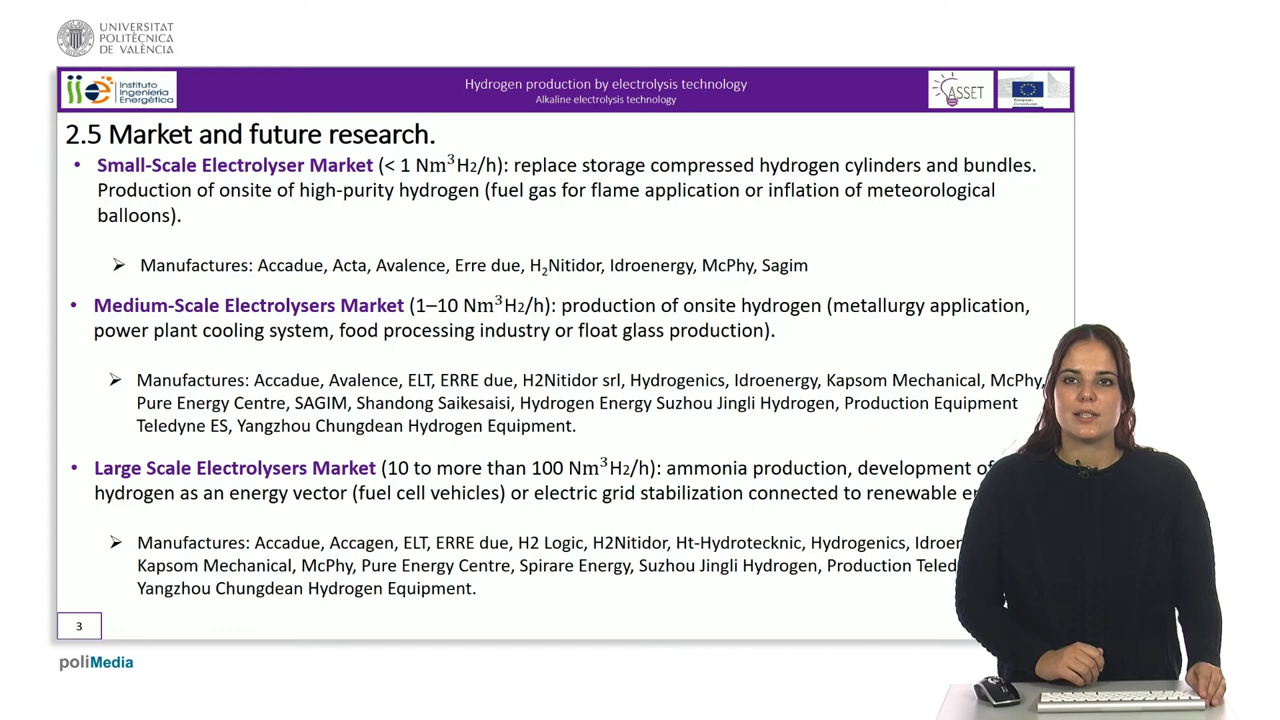 UNIVERSITAT
POLITÈCNICA
DE VALÈNCIA
Instituto
Ingeniería
Energética
Hydrogen production by electrolysis technology
Alkaline electrolysis technology
ASSET
European
Commission
2.5 Market and future research.
• Small-Scale Electrolyser Market (< 1 Nm³H₂/h): replace storage compressed hydrogen cylinders and bundles.
Production of onsite of high-purity hydrogen (fuel gas for flame application or inflation of meteorological
balloons).
➢ Manufactures: Accadue, Acta, Avalence, Erre due, H₂Nitidor, Idroenergy, McPhy, Sagim
• Medium-Scale Electrolysers Market (1–10 Nm³H₂/h): production of onsite hydrogen (metallurgy application,
power plant cooling system, food processing industry or float glass production).
➢ Manufactures: Accadue, Avalence, ELT, ERRE due, H2Nitidor srl, Hydrogenics, Idroenergy, Kapsom Mechanical, McPhy,
Pure Energy Centre, SAGIM, Shandong Saikesaisi, Hydrogen Energy Suzhou Jingli Hydrogen, Production Equipment
Teledyne ES, Yangzhou Chungdean Hydrogen Equipment.
• Large Scale Electrolysers Market (10 to more than 100 Nm³H₂/h): ammonia production, development of
hydrogen as an energy vector (fuel cell vehicles) or electric grid stabilization connected to renewable
➢ Manufactures: Accadue, Accagen, ELT, ERRE due, H2 Logic, H2Nitidor, Ht-Hydrotecknic, Hydrogenics,
Kapsom Mechanical, McPhy, Pure Energy Centre, Spirare Energy, Suzhou Jingli Hydrogen, Production
Yangzhou Chungdean Hydrogen Equipment.
3
poliMedia